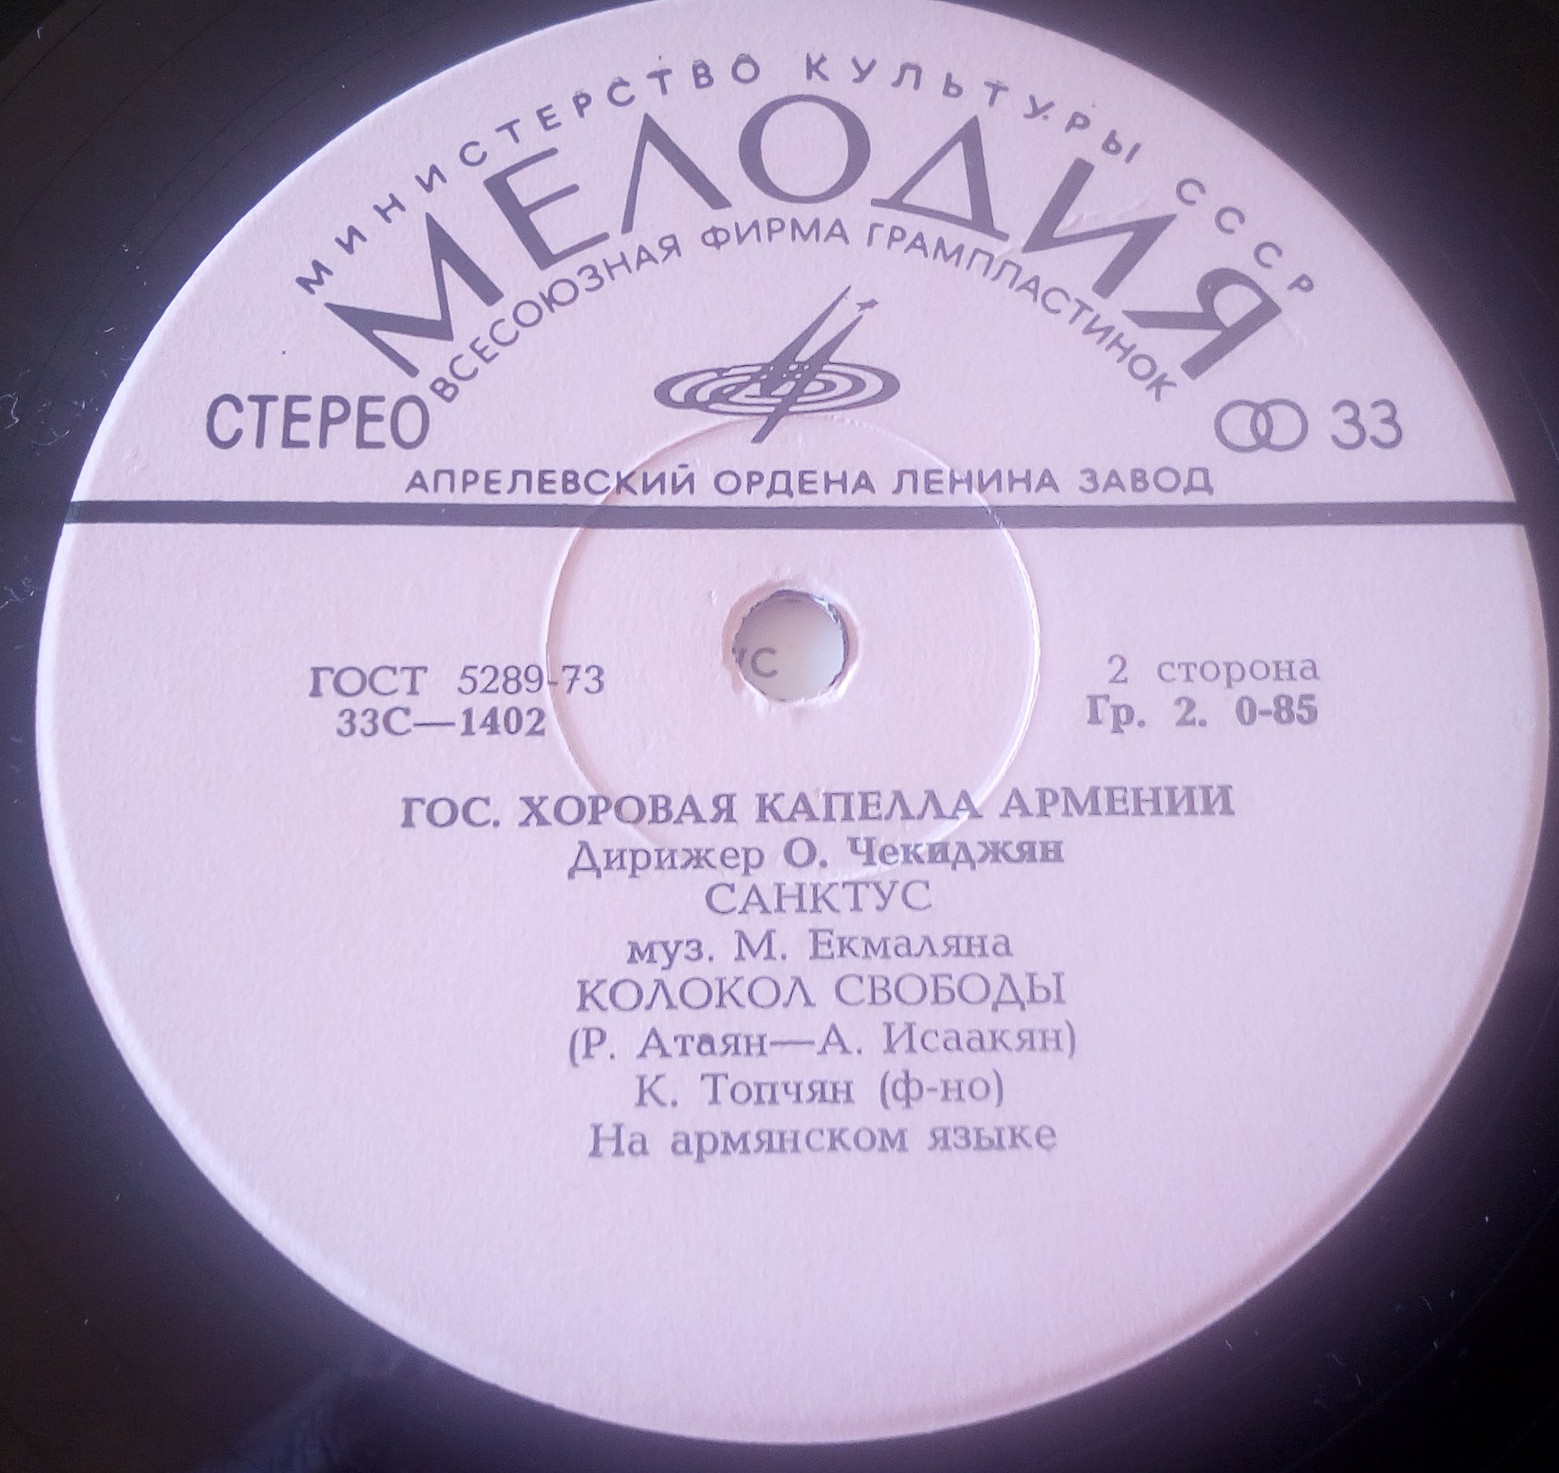 МИНИСТЕРСТВО КУЛЬТУРЫ СССР
МЕЛОДИЯ
ВСЕСОЮЗНАЯ ФИРМА ГРАМПЛАСТИНОК
СТЕРЕО
33
АПРЕЛЕВСКИЙ ОРДЕНА ЛЕНИНА ЗАВОД
ГОСТ 5289-73
2 сторона
33С—1402
Гр. 2. 0-85
ГОС. ХОРОВАЯ КАПЕЛЛА АРМЕНИИ
Дирижер О. Чекиджян
САНКТУС
муз. М. Екмаляна
КОЛОКОЛ СВОБОДЫ
(Р. Атаян—А. Исаакян)
К. Топчян (ф-но)
На армянском языке